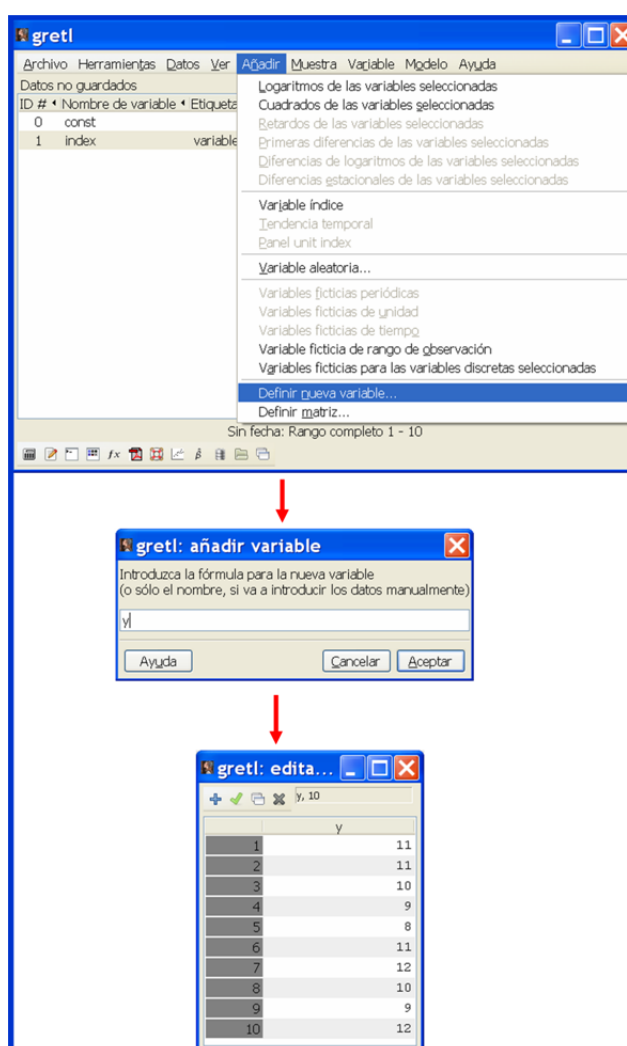 gretl
Archivo Herramientas Datos Ver Añadir Muestra Variable Modelo Ayuda
Datos no guardados
ID # Nombre de variable Etiqueta
0 const
1 index variable
Logaritmos de las variables seleccionadas
Cuadrados de las variables seleccionadas
Retardos de las variables seleccionadas
Primeras diferencias de las variables seleccionadas
Diferencias de logaritmos de las variables seleccionadas
Diferencias estacionales de las variables seleccionadas
Variable índice
Tendencia temporal
Panel unit index
Variable aleatoria...
Variables ficticias periódicas
Variables ficticias de unidad
Variables ficticias de tiempo
Variable ficticia de rango de observación
Variables ficticias para las variables discretas seleccionadas
Definir nueva variable...
Definir matriz...
Sin fecha: Rango completo 1 - 10
fx β
gretl: añadir variable
Introduzca la fórmula para la nueva variable
(o sólo el nombre, si va a introducir los datos manualmente)
y
Ayuda Cancelar Aceptar
gretl: edita...
y, 10
y
1 11
2 11
3 10
4 9
5 8
6 11
7 12
8 10
9 9
10 12